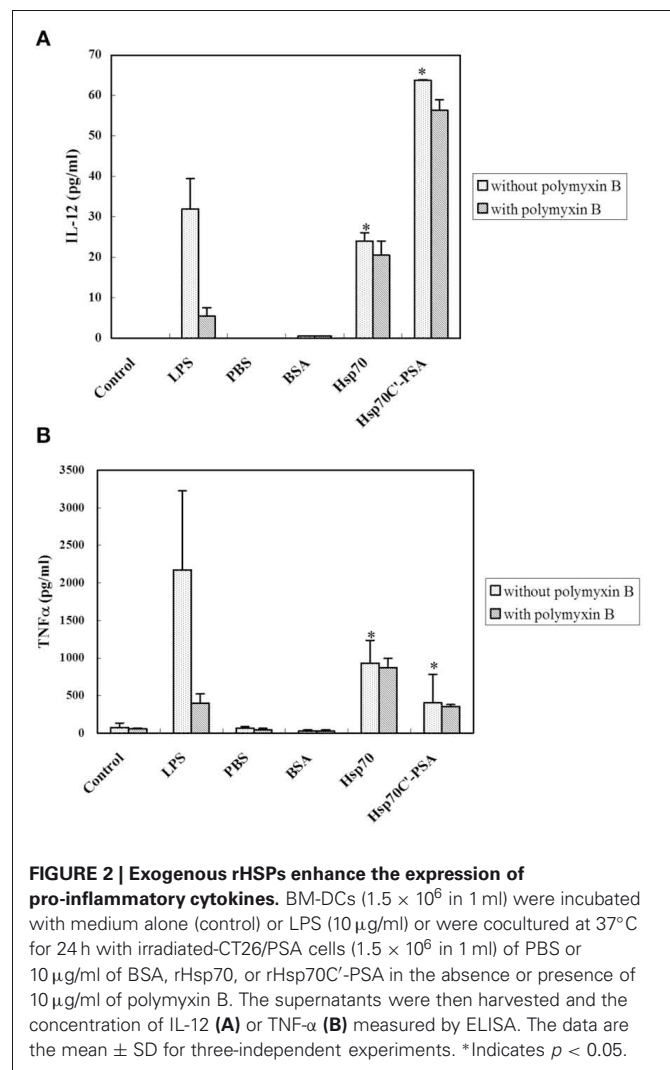 A
70
60
50
40
30
20
10
0
IL-12 (pg/ml)
*
*
without polymyxin B
with polymyxin B
Control
LPS
PBS
BSA
Hsp70
Hsp70C'-PSA
B
3500
3000
2500
2000
1500
1000
500
0
TNFα (pg/ml)
*
*
without polymyxin B
with polymyxin B
Control
LPS
PBS
BSA
Hsp70
Hsp70C'-PSA
FIGURE 2 | Exogenous rHSPs enhance the expression of
pro-inflammatory cytokines. BM-DCs (1.5 × 10⁶ in 1 ml) were incubated
with medium alone (control) or LPS (10 μg/ml) or were cocultured at 37°C
for 24 h with irradiated-CT26/PSA cells (1.5 × 10⁶ in 1 ml) of PBS or
10 μg/ml of BSA, rHsp70, or rHsp70C′-PSA in the absence or presence of
10 μg/ml of polymyxin B. The supernatants were then harvested and the
concentration of IL-12 (A) or TNF-α (B) measured by ELISA. The data are
the mean ± SD for three-independent experiments. *Indicates p < 0.05.